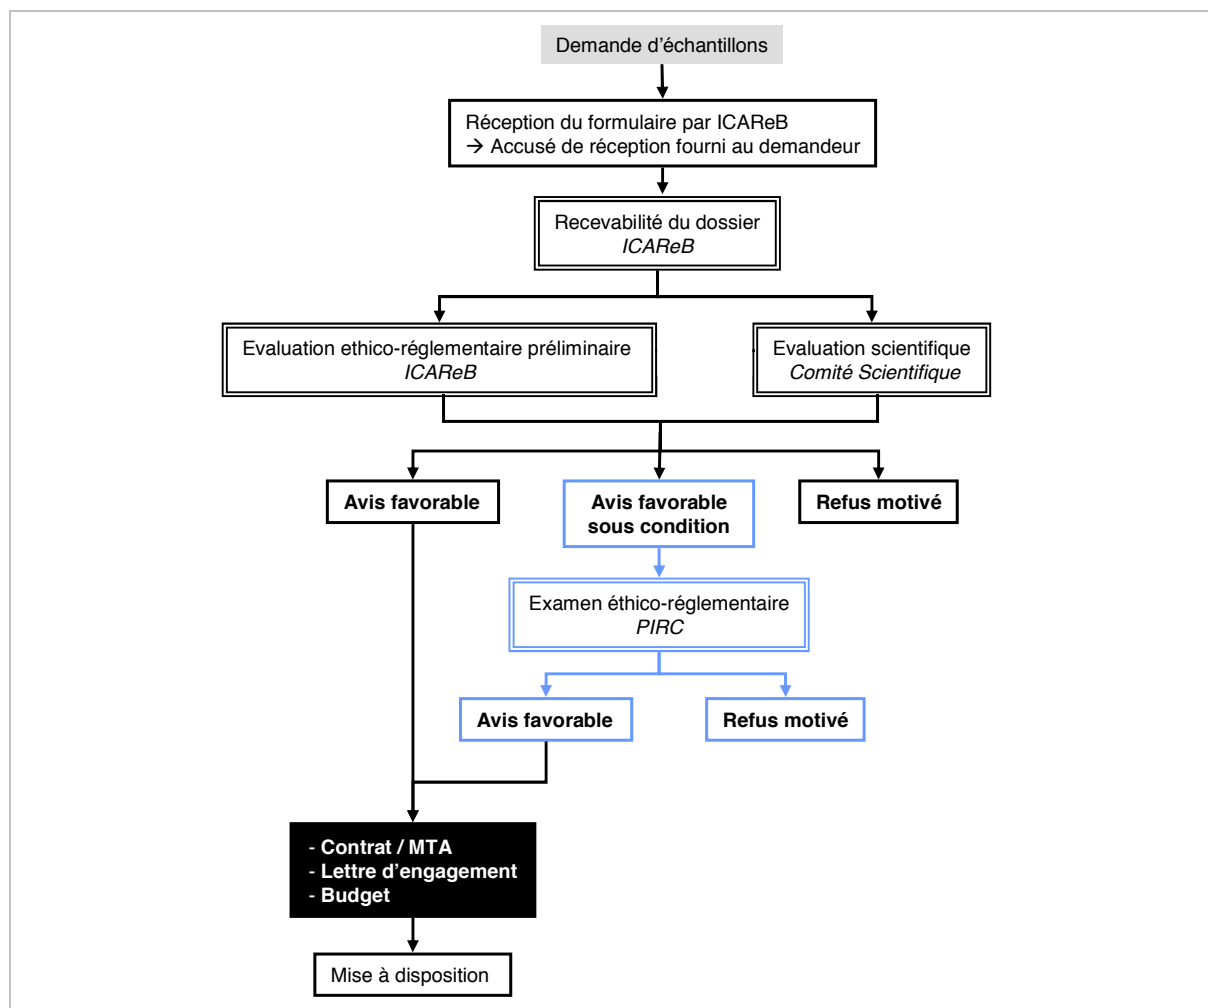 Demande d'échantillons
Réception du formulaire par ICAReB
→ Accusé de réception fourni au demandeur
Recevabilité du dossier
ICAReB
Evaluation ethico-réglementaire préliminaire
ICAReB
Evaluation scientifique
Comité Scientifique
Avis favorable
Avis favorable
sous condition
Refus motivé
Examen éthico-réglementaire
PIRC
Avis favorable
Refus motivé
- Contrat / MTA
- Lettre d'engagement
- Budget
Mise à disposition